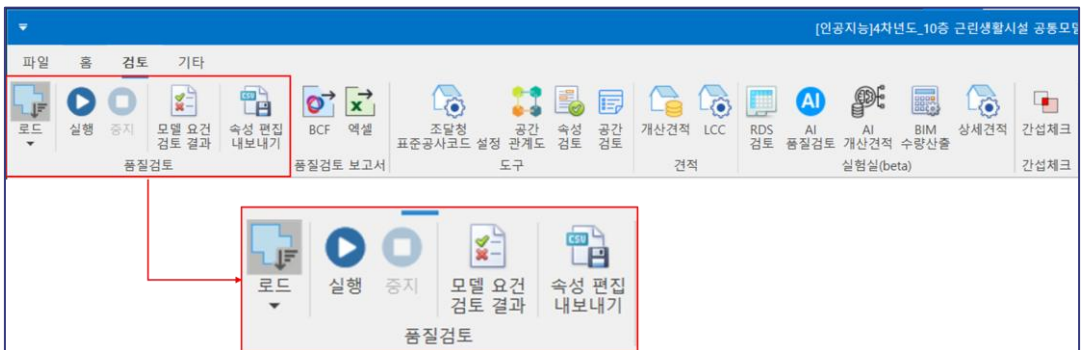 [인공지능]4차년도_10층 근린생활시설 공통모델
파일 홈 검토 기타
로드 실행 중지 모델 요건 속성 편집 BCF 엑셀 조달청 공간 속성 공간 개산견적 LCC RDS AI AI BIM 상세견적 간섭체크
검토 결과 내보내기 표준공사코드 설정 관계도 검토 검토 검토 품질검토 개산견적 수량산출
품질검토 품질검토 보고서 도구 견적 실험실(beta) 간섭체크
로드 실행 중지 모델 요건 속성 편집
검토 결과 내보내기
품질검토